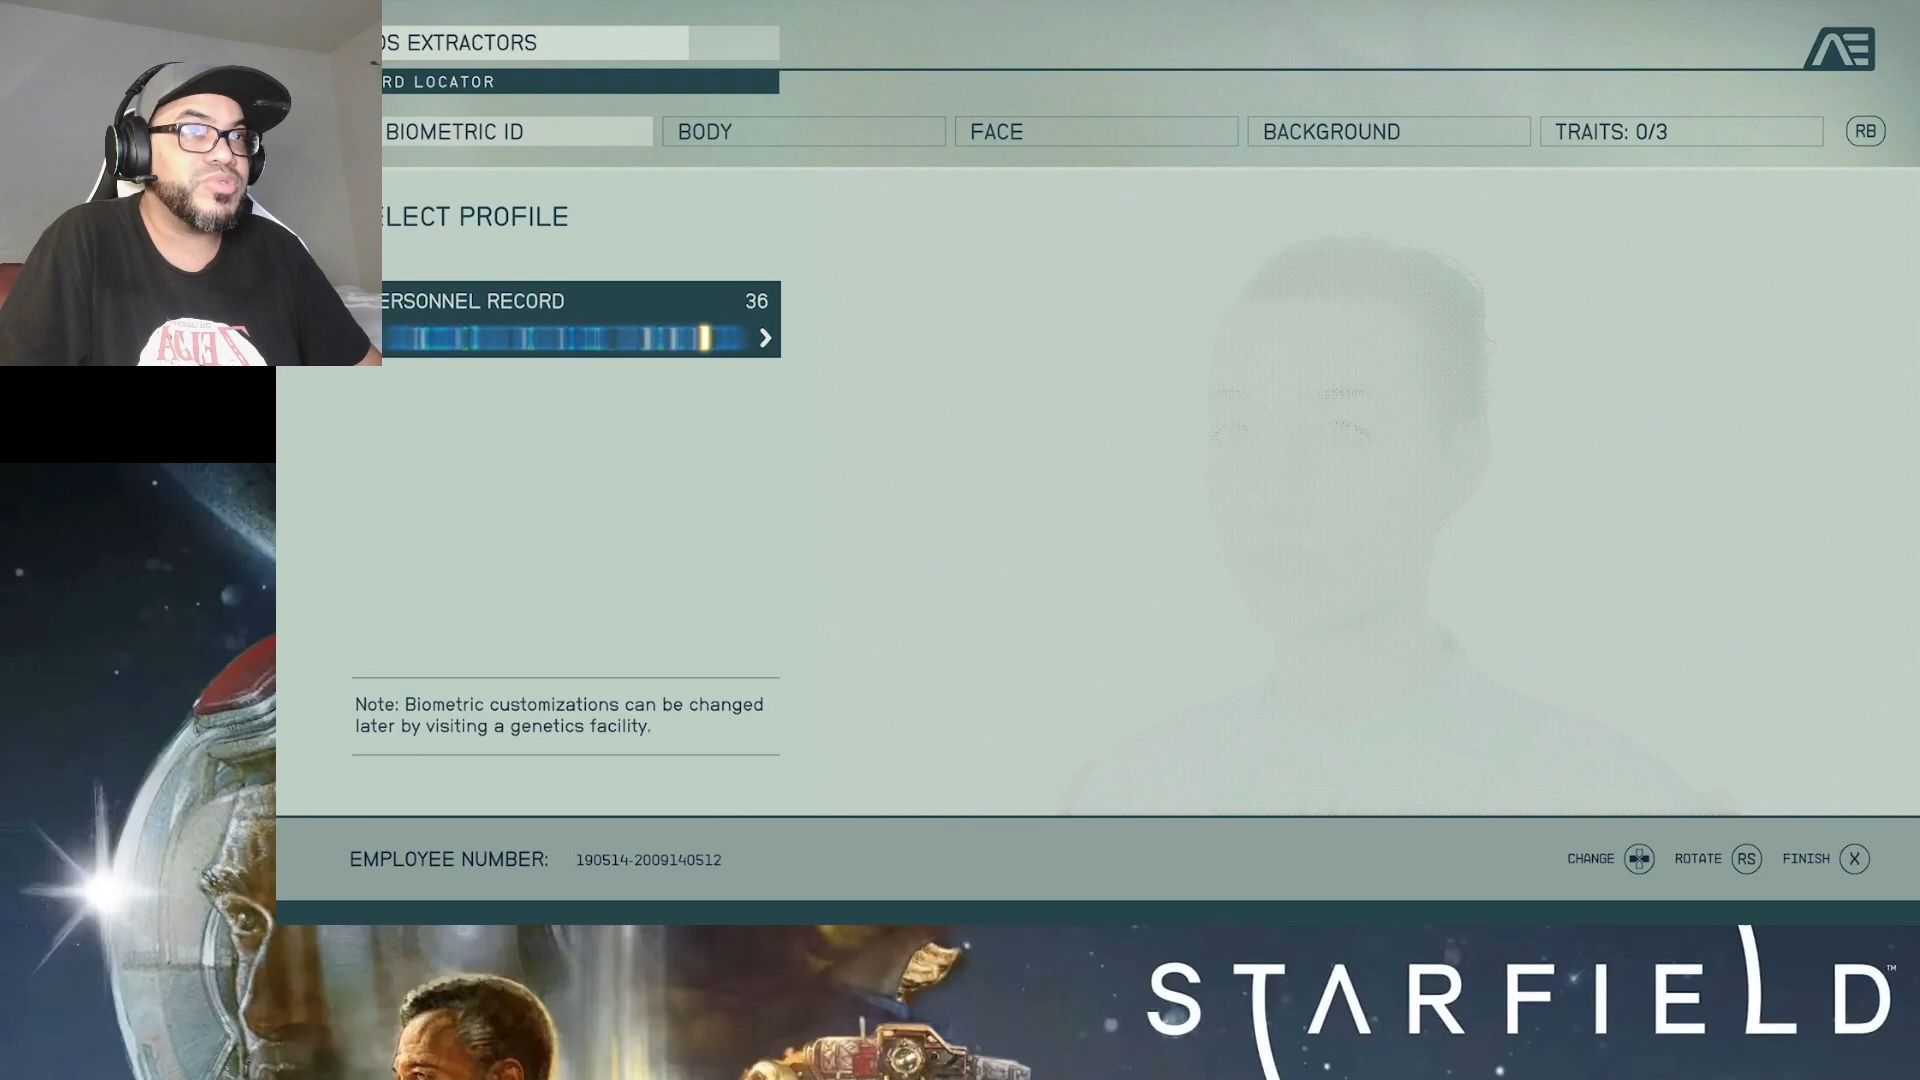 OS EXTRACTORS
RD LOCATOR
BIOMETRIC ID
BODY
FACE
BACKGROUND
TRAITS: 0/3
RB
LECT PROFILE
ERSONNEL RECORD
36
Note: Biometric customizations can be changed
later by visiting a genetics facility.
EMPLOYEE NUMBER: 190514-2009140512
CHANGE
ROTATE RS
FINISH X
STARFIELD™